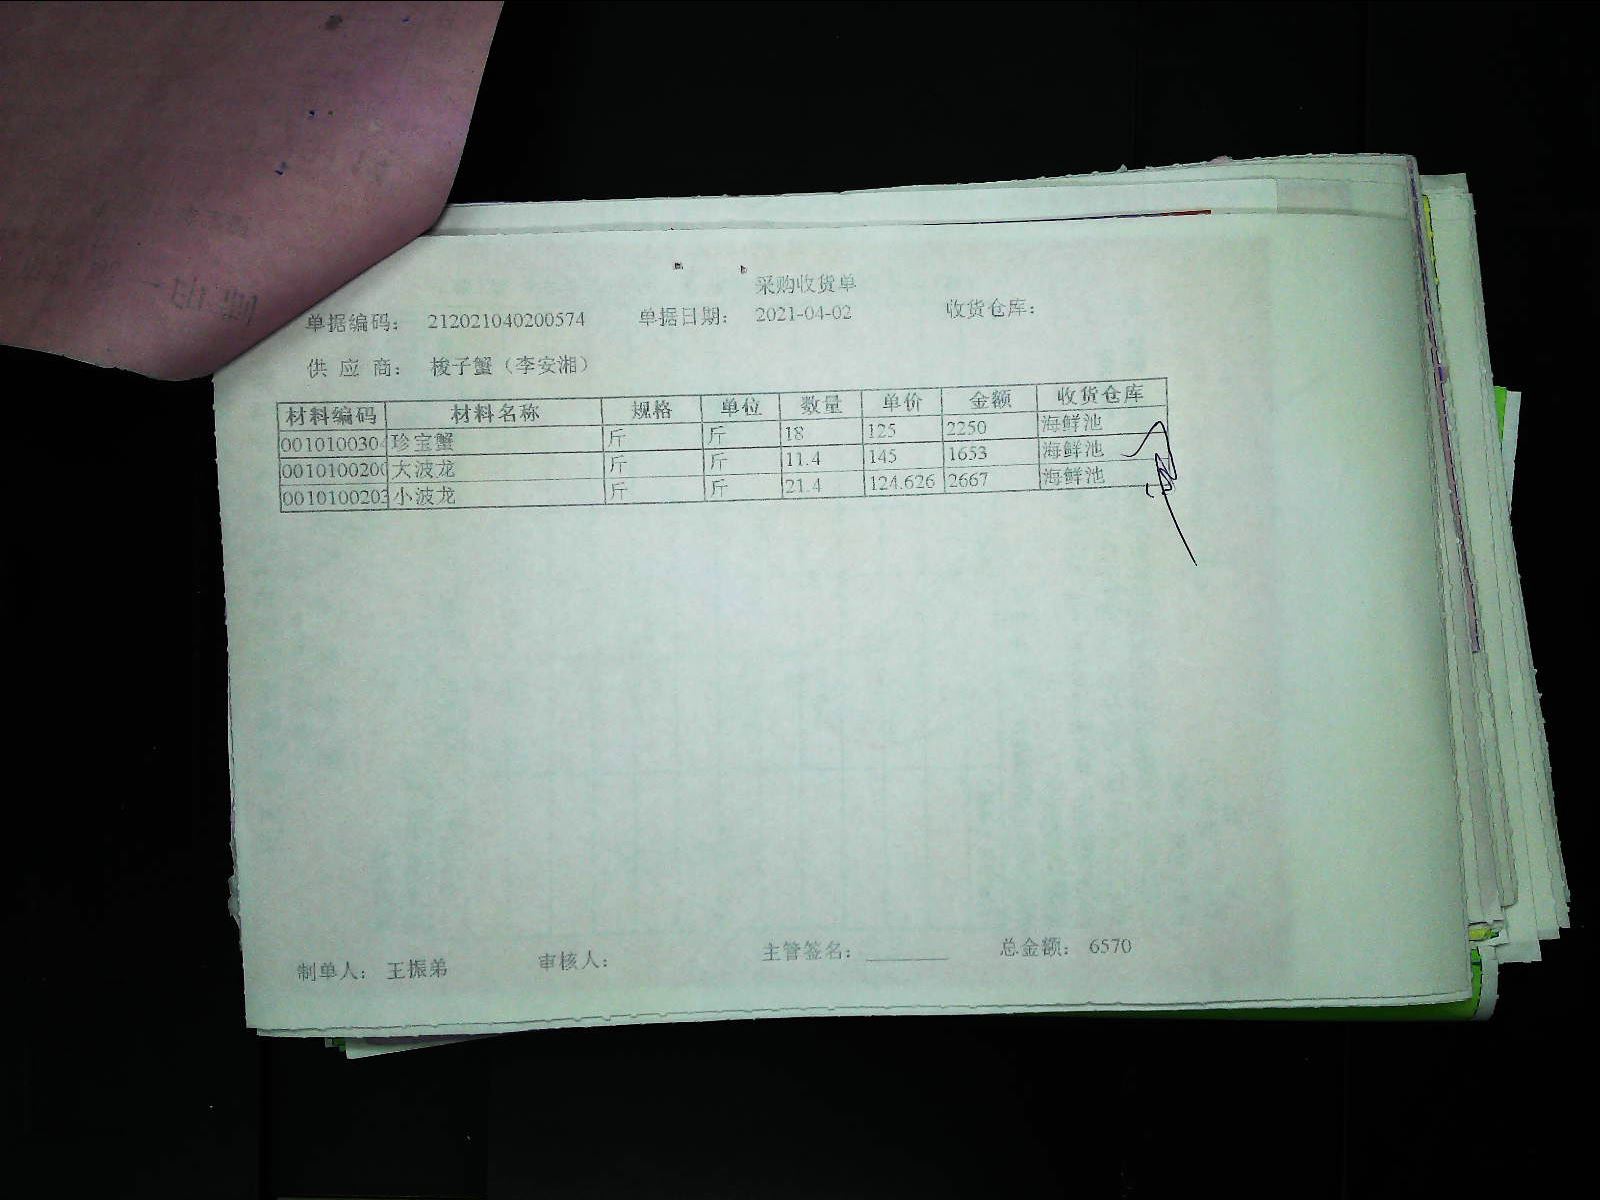 采购收货单
单据编码： 212021040200574 单据日期： 2021-04-02 收货仓库：
供 应 商： 梭子蟹（李安湘）
材料编码 材料名称 规格 单位 数量 单价 金额 收货仓库
0010100304 珍宝蟹 斤 斤 18 125 2250 海鲜池
0010100200 大波龙 斤 斤 11.4 145 1653 海鲜池
0010100203 小波龙 斤 斤 21.4 124.626 2667 海鲜池
制单人： 王振弟 审核人： 主管签名： 总金额： 6570